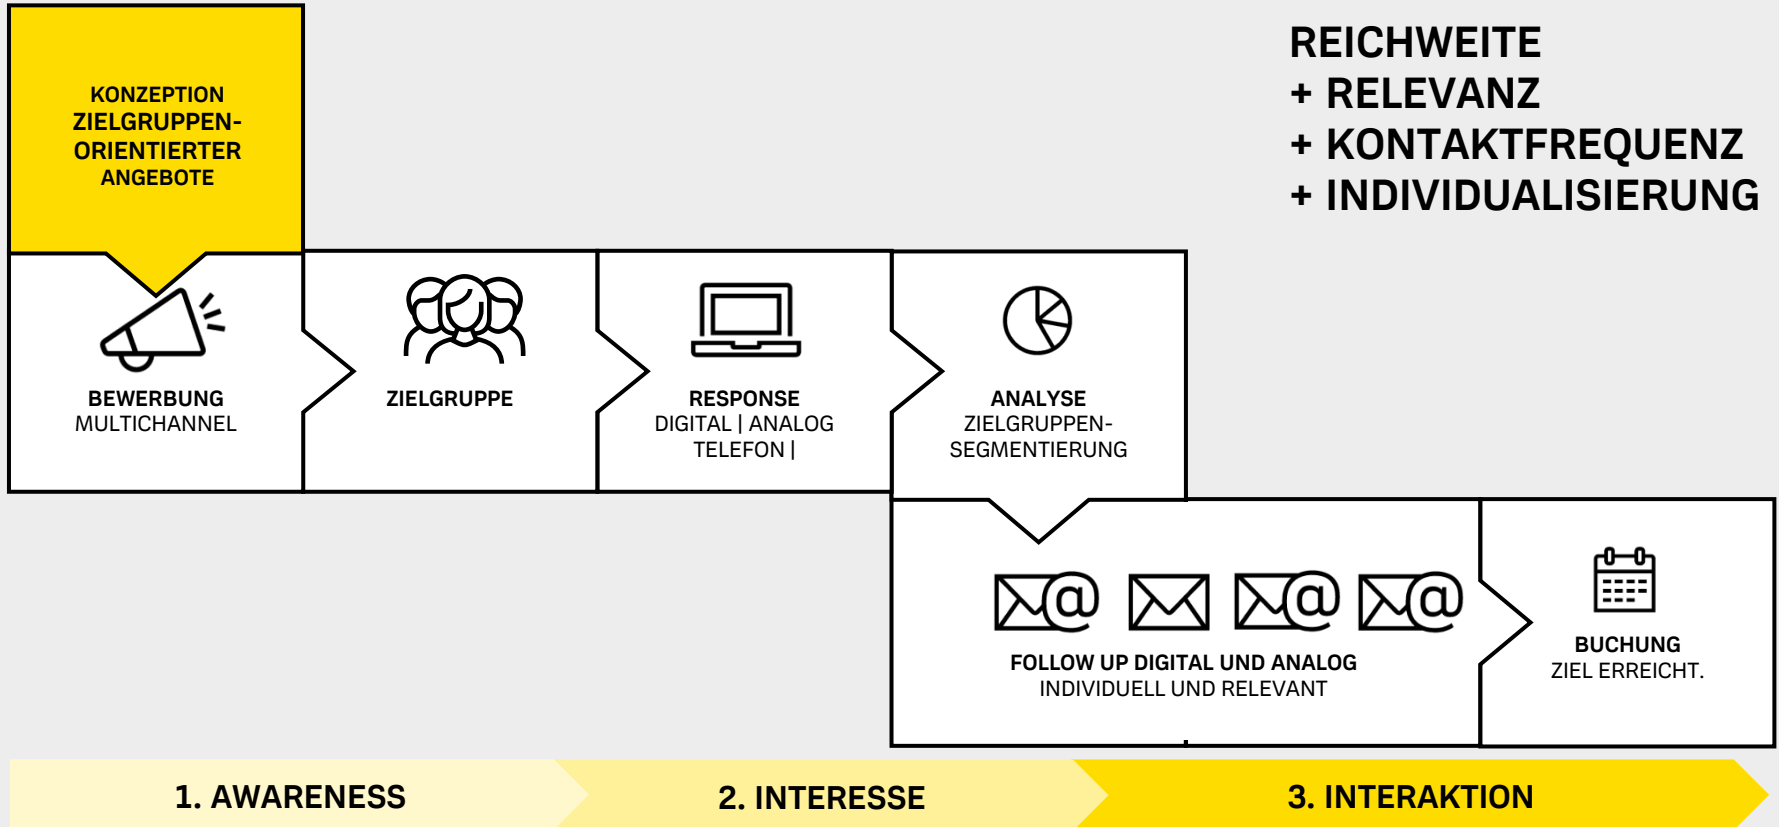 KONZEPTION
ZIELGRUPPEN-
ORIENTIERTER
ANGEBOTE
REICHWEITE
+ RELEVANZ
+ KONTAKTFREQUENZ
+ INDIVIDUALISIERUNG
BEWERBUNG
MULTICHANNEL
ZIELGRUPPE
RESPONSE
DIGITAL | ANALOG
TELEFON |
ANALYSE
ZIELGRUPPEN-
SEGMENTIERUNG
FOLLOW UP DIGITAL UND ANALOG
INDIVIDUELL UND RELEVANT
BUCHUNG
ZIEL ERREICHT.
1. AWARENESS
2. INTERESSE
3. INTERAKTION